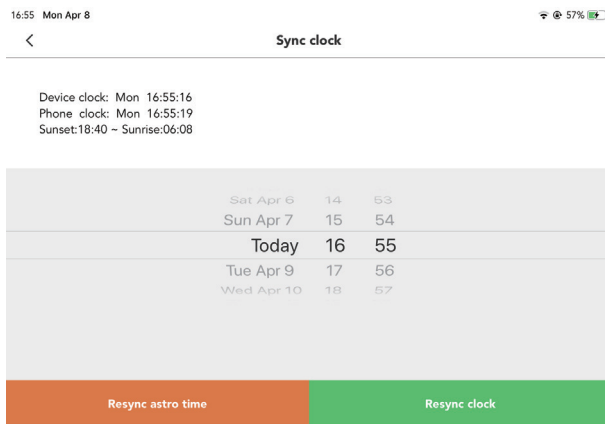 16:55 Mon Apr 8 57%
Sync clock
Device clock: Mon 16:55:16
Phone clock: Mon 16:55:19
Sunset:18:40 ~ Sunrise:06:08
Sat Apr 6 14 53
Sun Apr 7 15 54
Today 16 55
Tue Apr 9 17 56
Wed Apr 10 18 57
Resync astro time Resync clock